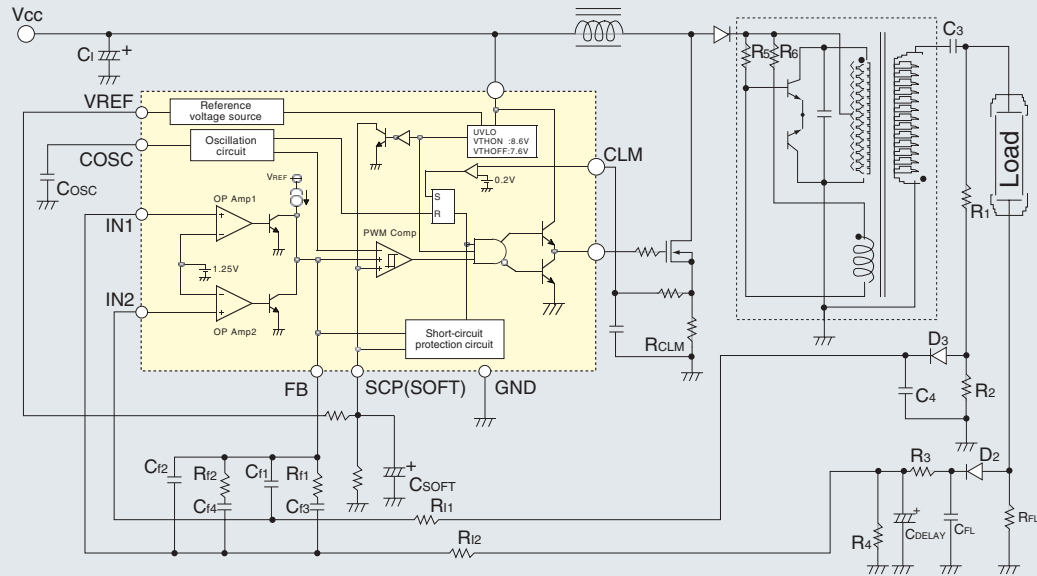 Vcc
CI
+
VREF
Reference
voltage source
COSC
Oscillation
circuit
COSC
UVLO
VTHON :8.6V
VTHOFF:7.6V
CLM
0.2V
VREF
S
R
IN1
OP Amp1
+
−
1.25V
PWM Comp
−
+
+
IN2
−
+
OP Amp2
Short-circuit
protection circuit
FB
SCP(SOFT)
GND
RCLM
R5
R6
C3
Load
R1
D3
C4
R2
Cf2
Rf2
Cf1
Rf1
Cf4
Cf3
+
CSOFT
RI1
RI2
R3
D2
R4
+
CDELAY
CFL
RFL